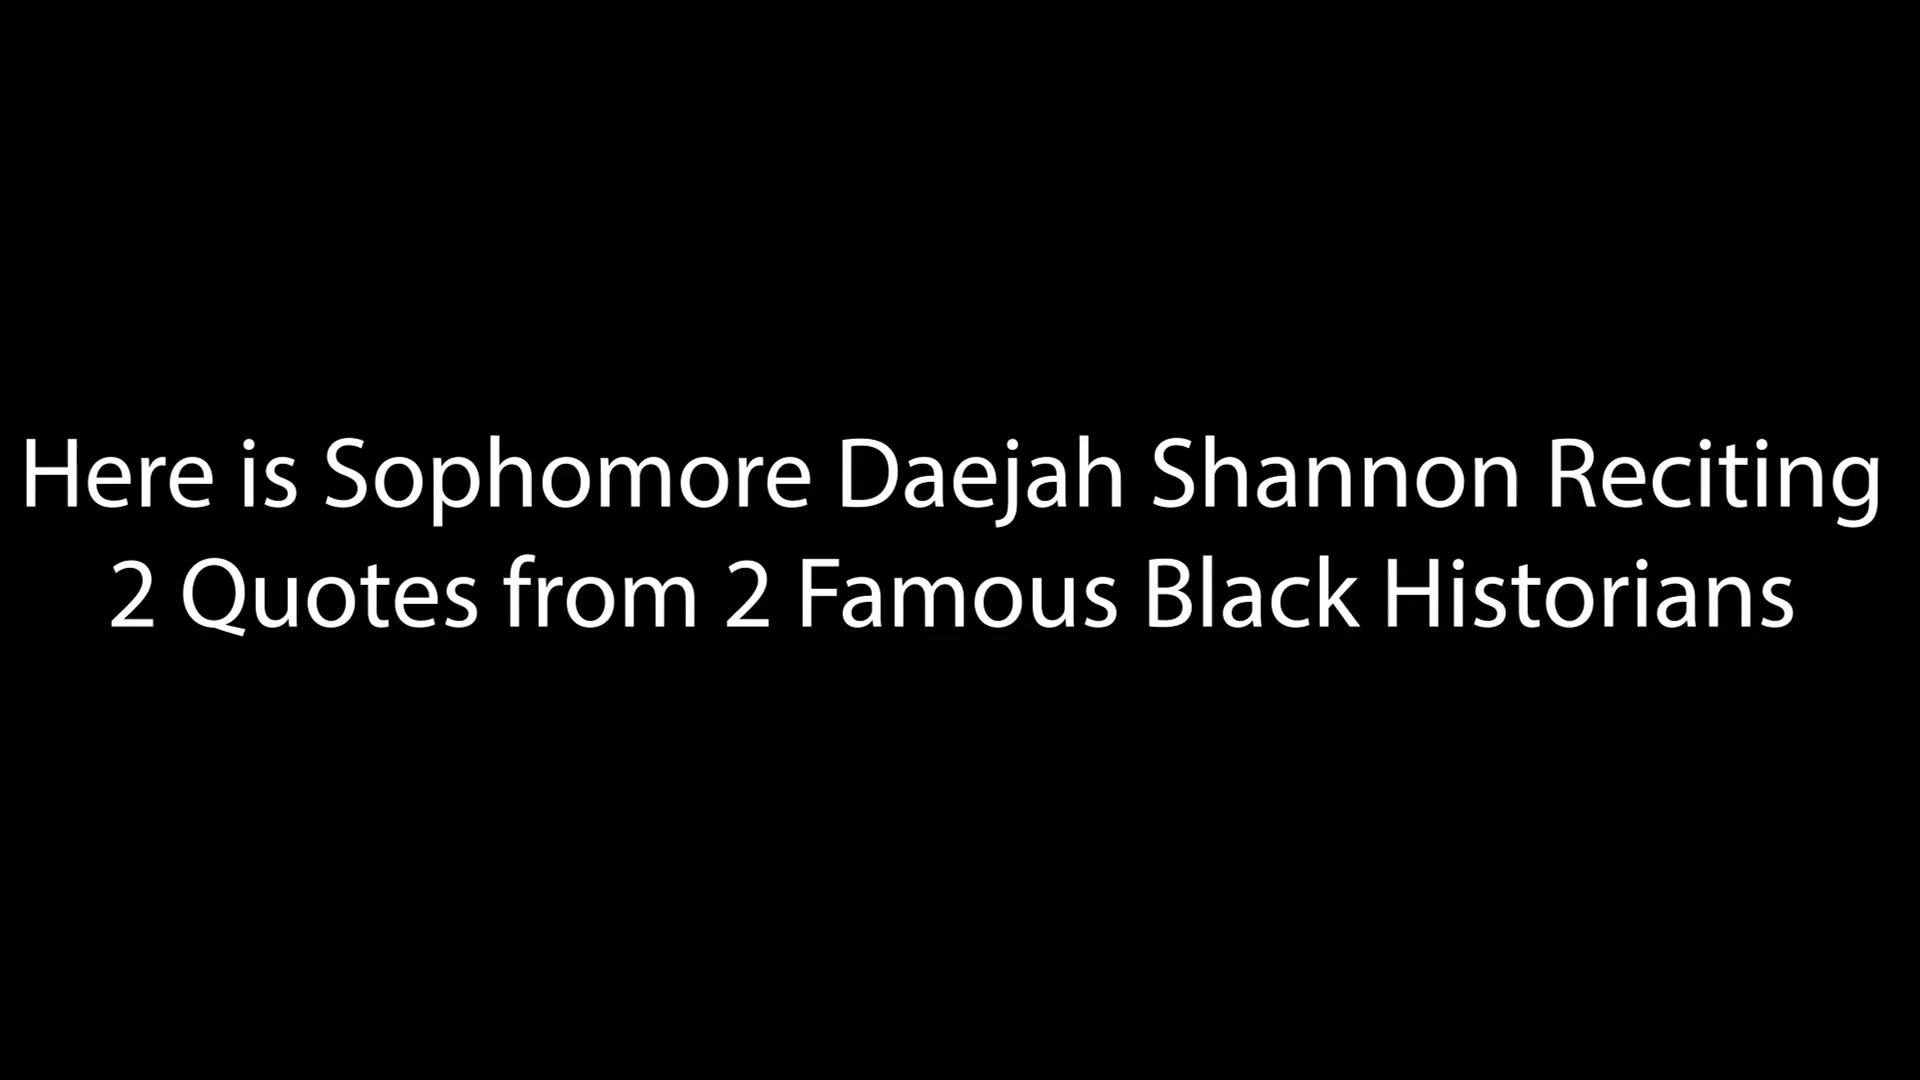 Here is Sophomore Daejah Shannon Reciting
2 Quotes from 2 Famous Black Historians